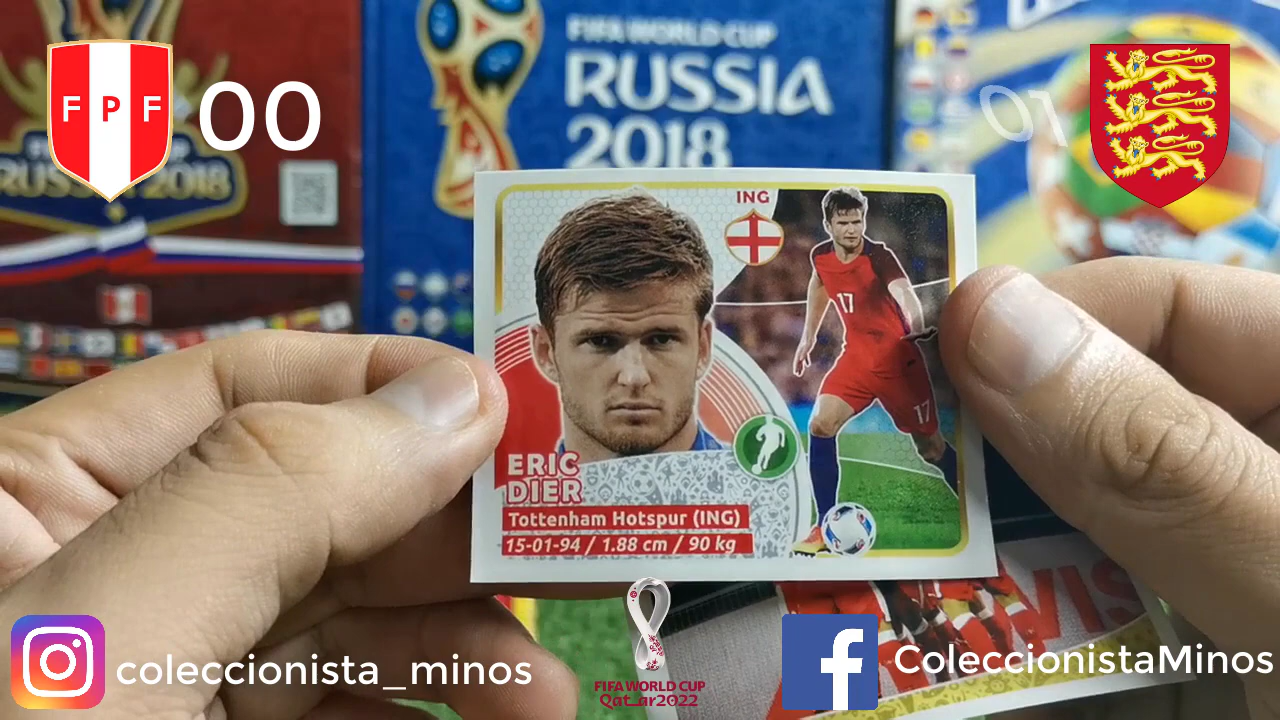 FPF
00
01
FIFA WORLD CUP
RUSSIA
2018
RUSSIA 2018
ING
17
17
ERIC
DIER
Tottenham Hotspur (ING)
15-01-94 / 1.88 cm / 90 kg
VIS
coleccionista_minos
FIFA WORLD CUP
Qatar2022
f
ColeccionistaMinos